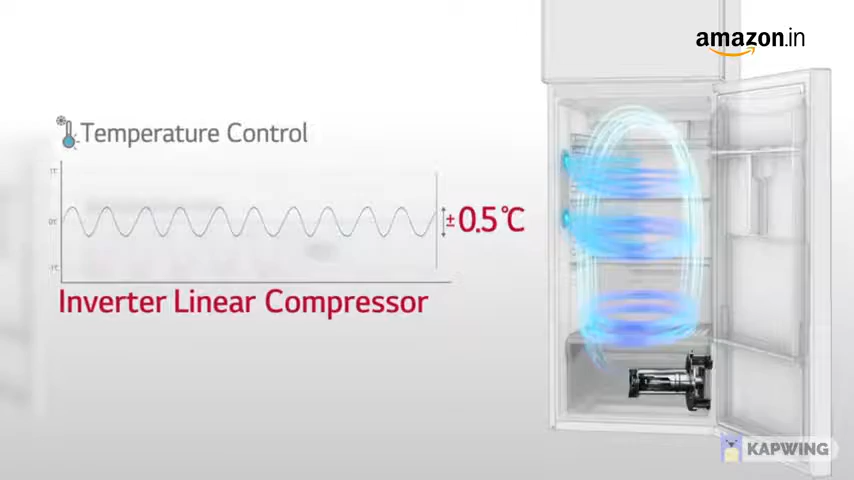 amazon.in
Temperature Control
± 0.5℃
Inverter Linear Compressor
KAPWING